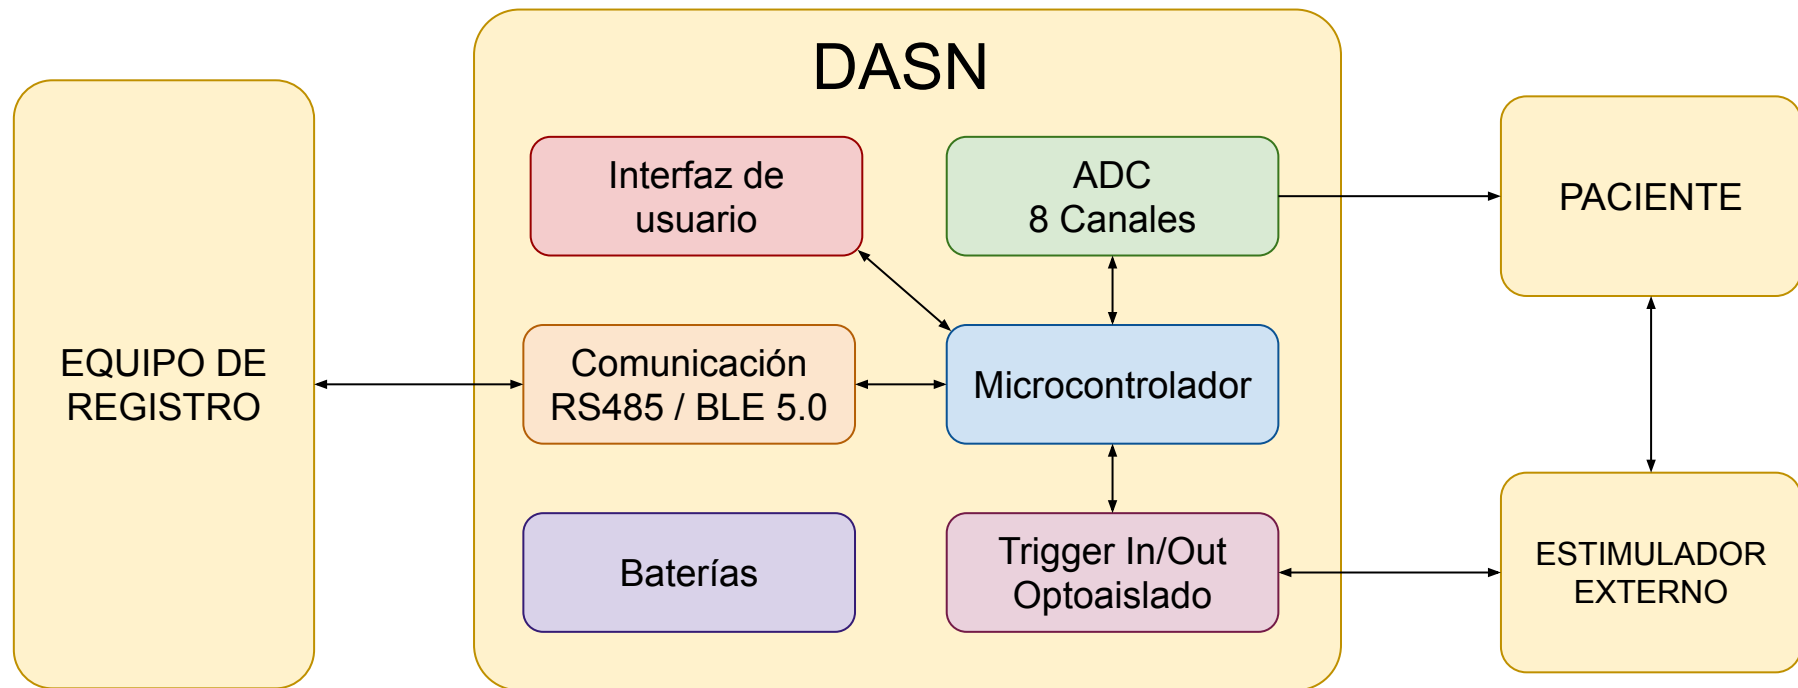 DASN
EQUIPO DE
REGISTRO
Interfaz de
usuario
ADC
8 Canales
PACIENTE
Comunicación
RS485 / BLE 5.0
Microcontrolador
Baterías
Trigger In/Out
Optoaislado
ESTIMULADOR
EXTERNO